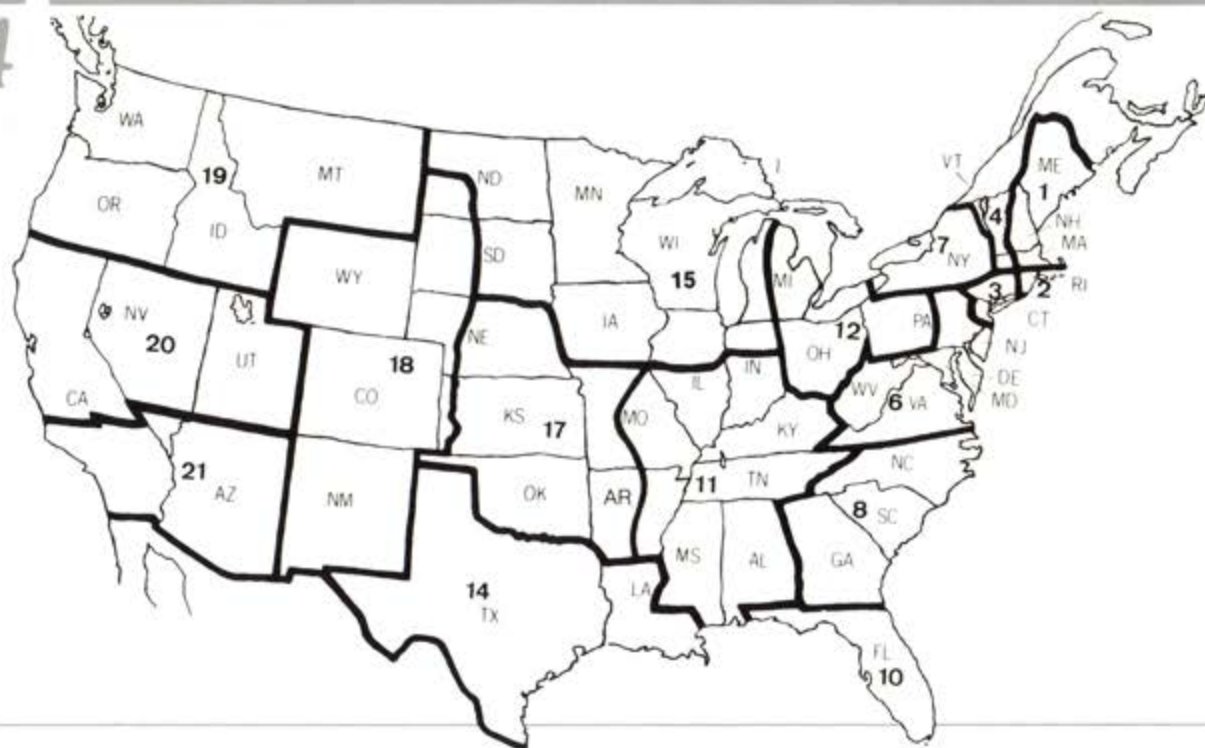 4
WA
MT
ND
MN
VT
ME
19
1
OR
ID
4
NH
MA
7
NY
WI
SD
15
MI
WY
RI
3
2
NV
IA
12
PA
CT
20
UT
18
NE
OH
NJ
CO
IN
IL
WV
6
VA
DE
MD
CA
KS
17
MO
KY
NC
21
AZ
NM
OK
AR
11
TN
8
SC
MS
AL
GA
14
TX
LA
FL
10